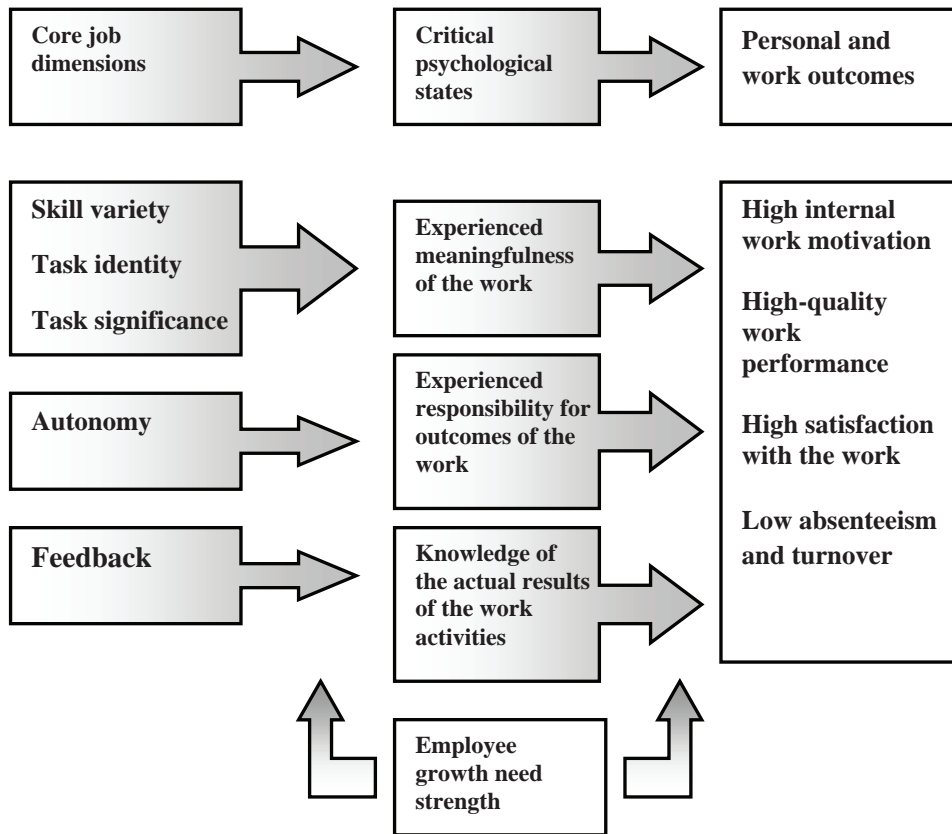 Core job
dimensions
Critical
psychological
states
Personal and
work outcomes
Skill variety
Task identity
Task significance
Experienced
meaningfulness
of the work
High internal
work motivation
High-quality
work
performance
High satisfaction
with the work
Low absenteeism
and turnover
Autonomy
Experienced
responsibility for
outcomes of the
work
Feedback
Knowledge of
the actual results
of the work
activities
Employee
growth need
strength